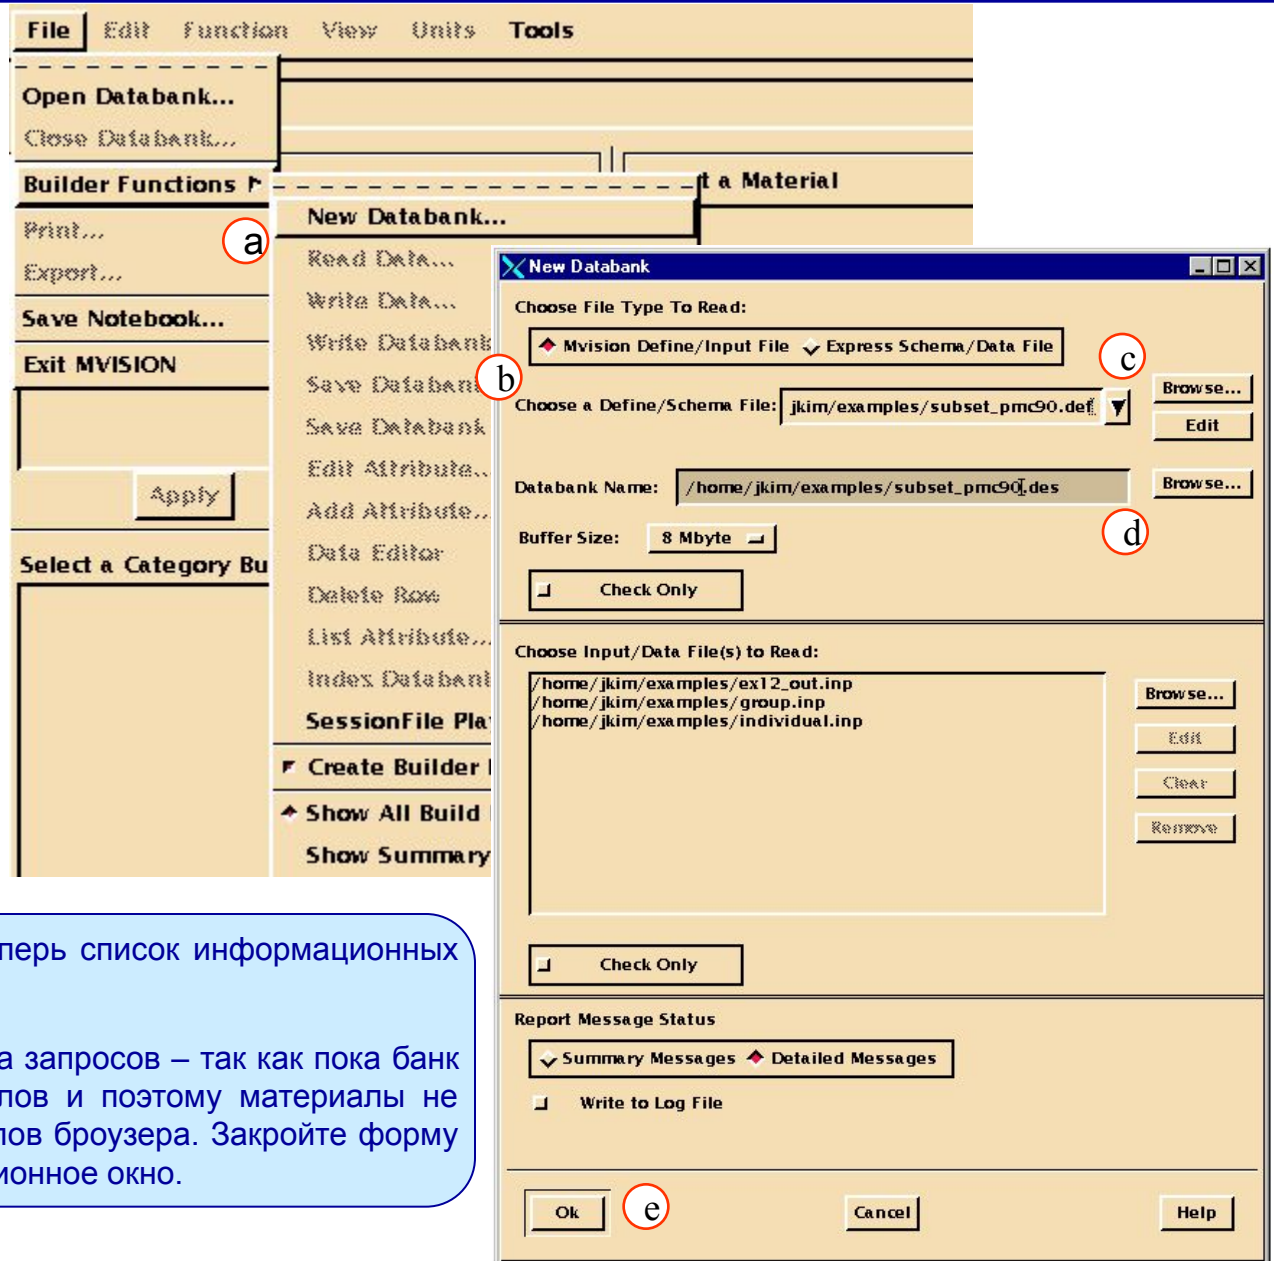 File Edit Function View Units Tools
Open Databank...
Close Databank...
Builder Functions
Print...
Export...
Save Notebook...
Exit MVISION
Apply
Select a Category Bu
t a Material
a
New Databank...
Read Data...
Write Data...
Write Databank
Save Databan
Save Databank
Edit Attribute..
Add Attribute..
Data Editor
Delete Row
List Attribute...
Index Databank
SessionFile Pla
Create Builder
Show All Build
Show Summary
New Databank
Choose File Type To Read:
Mvision Define/Input File Express Schema/Data File
b
c
Choose a Define/Schema File: jkim/examples/subset_pmc90.def
Browse...
Edit
Databank Name: /home/jkim/examples/subset_pmc90.des
Browse...
d
Buffer Size: 8 Mbyte
Check Only
Choose Input/Data File(s) to Read:
/home/jkim/examples/ex12_out.inp
/home/jkim/examples/group.inp
/home/jkim/examples/individual.inp
Browse...
Edit
Clear
Remove
Check Only
Report Message Status
Summary Messages Detailed Messages
Write to Log File
Ok
e
Cancel
Help
перь список информационных
а запросов – так как пока банк
лов и поэтому материалы не
лов броузера. Закройте форму
ионное окно.